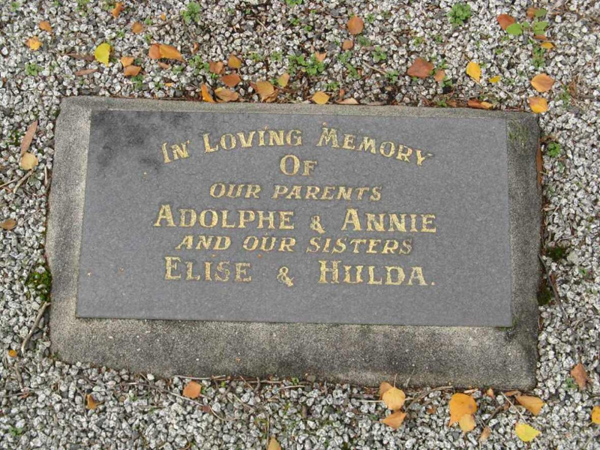 In Loving Memory
Of
our parents
Adolphe & Annie
and our sisters
Elise & Hulda.